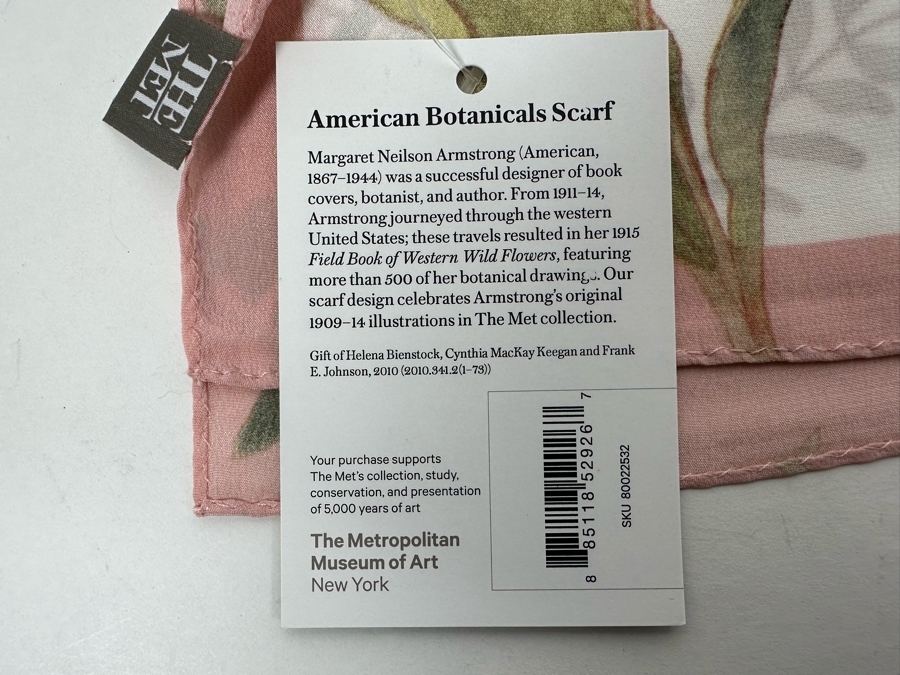 THE
MET
American Botanicals Scarf
Margaret Neilson Armstrong (American,
1867–1944) was a successful designer of book
covers, botanist, and author. From 1911–14,
Armstrong journeyed through the western
United States; these travels resulted in her 1915
Field Book of Western Wild Flowers, featuring
more than 500 of her botanical drawings. Our
scarf design celebrates Armstrong's original
1909–14 illustrations in The Met collection.
Gift of Helena Bienstock, Cynthia MacKay Keegan and Frank
E. Johnson, 2010 (2010.341.2(1–73))
Your purchase supports
The Met's collection, study,
conservation, and presentation
of 5,000 years of art
The Metropolitan
Museum of Art
New York
8 85118 52926 7
SKU 80022532